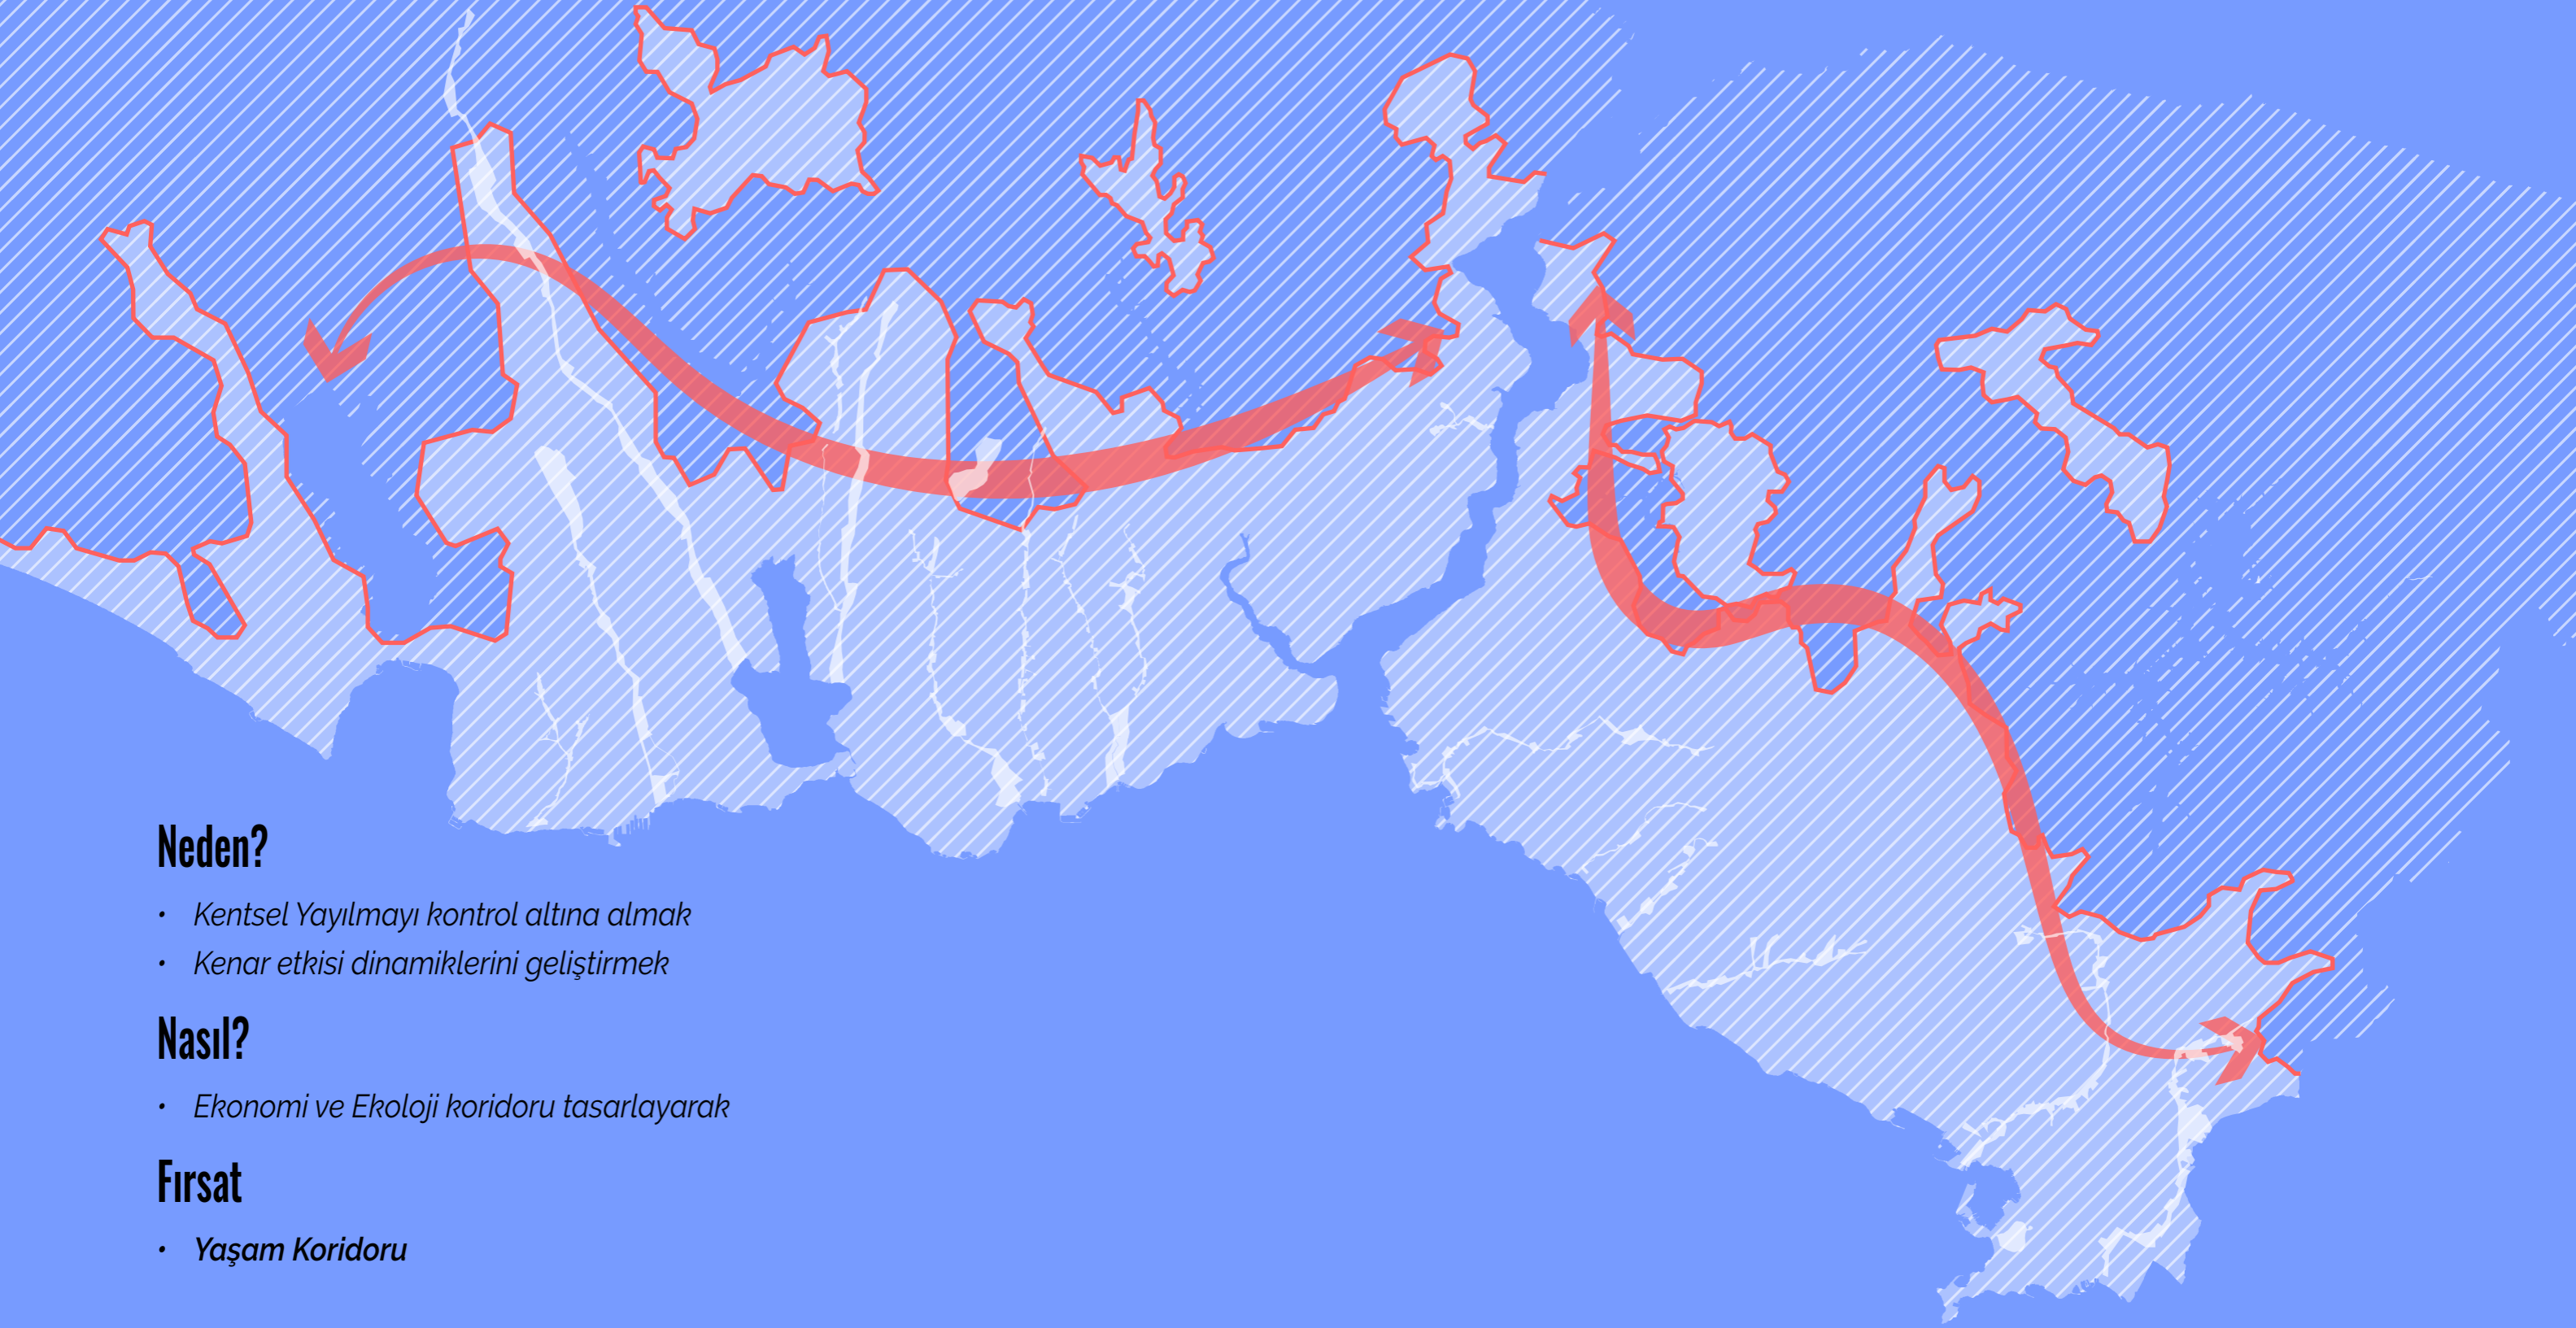 Neden?
• Kentsel Yayılmayı kontrol altına almak
• Kenar etkisi dinamiklerini geliştirmek
Nasıl?
• Ekonomi ve Ekoloji koridoru tasarlayarak
Fırsat
• Yaşam Koridoru